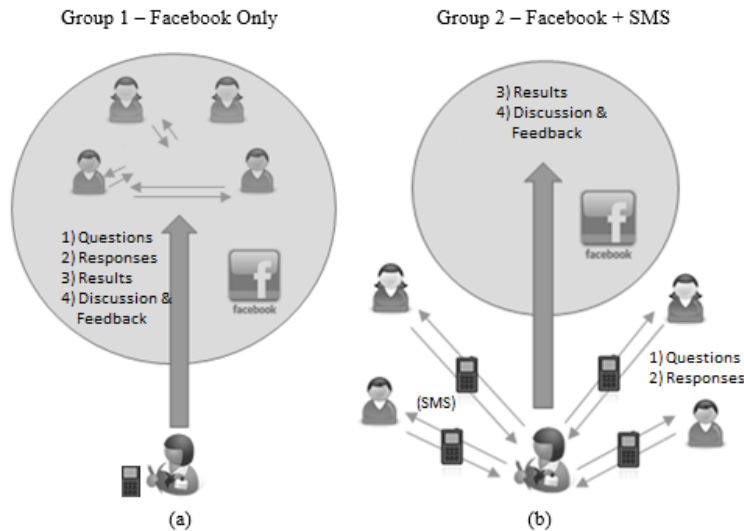 Group 1 – Facebook Only
1) Questions
2) Responses
3) Results
4) Discussion &
Feedback
facebook
(a)
Group 2 – Facebook + SMS
3) Results
4) Discussion &
Feedback
facebook
1) Questions
2) Responses
(SMS)
(b)